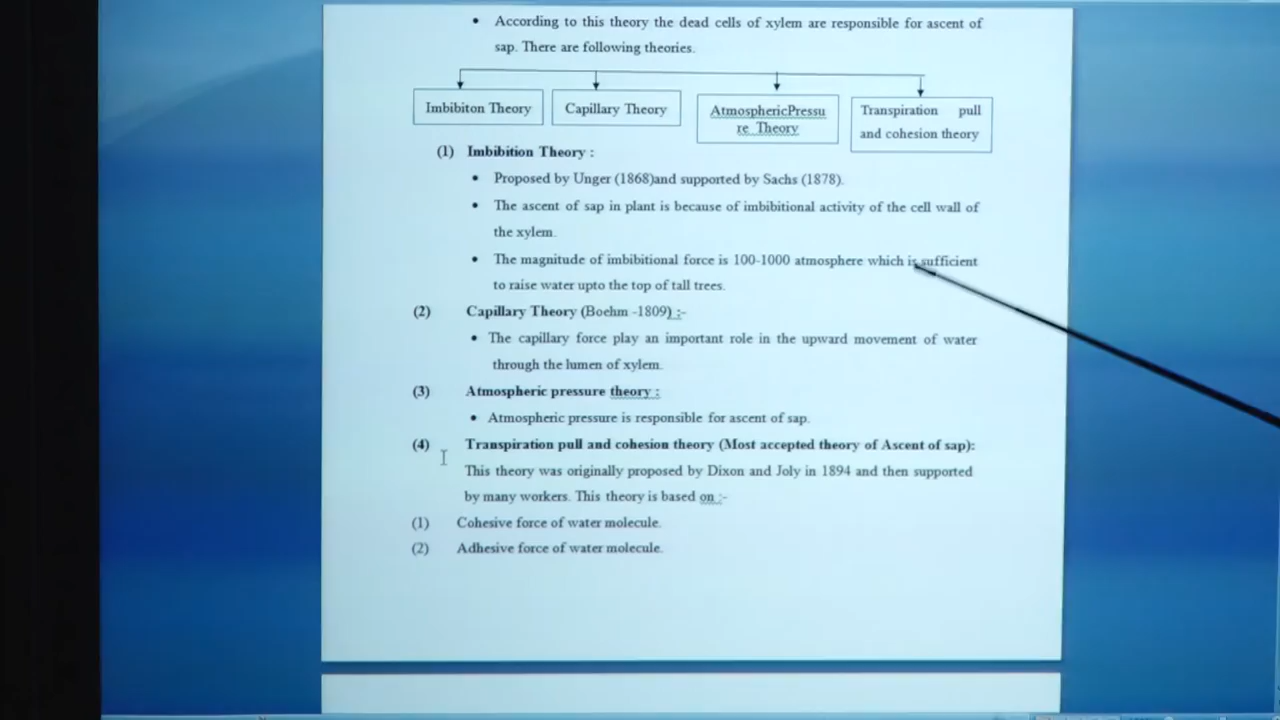 • According to this theory the dead cells of xylem are responsible for ascent of
sap. There are following theories.
Imbibiton Theory
Capillary Theory
AtmosphericPressu
re Theory
Transpiration pull
and cohesion theory
(1) Imbibition Theory :
• Proposed by Unger (1868)and supported by Sachs (1878).
• The ascent of sap in plant is because of imbibitional activity of the cell wall of
the xylem.
• The magnitude of imbibitional force is 100-1000 atmosphere which is sufficient
to raise water upto the top of tall trees.
(2) Capillary Theory (Boehm -1809) :-
• The capillary force play an important role in the upward movement of water
through the lumen of xylem.
(3) Atmospheric pressure theory :
• Atmospheric pressure is responsible for ascent of sap.
(4) Transpiration pull and cohesion theory (Most accepted theory of Ascent of sap):
This theory was originally proposed by Dixon and Joly in 1894 and then supported
by many workers. This theory is based on :-
(1) Cohesive force of water molecule.
(2) Adhesive force of water molecule.